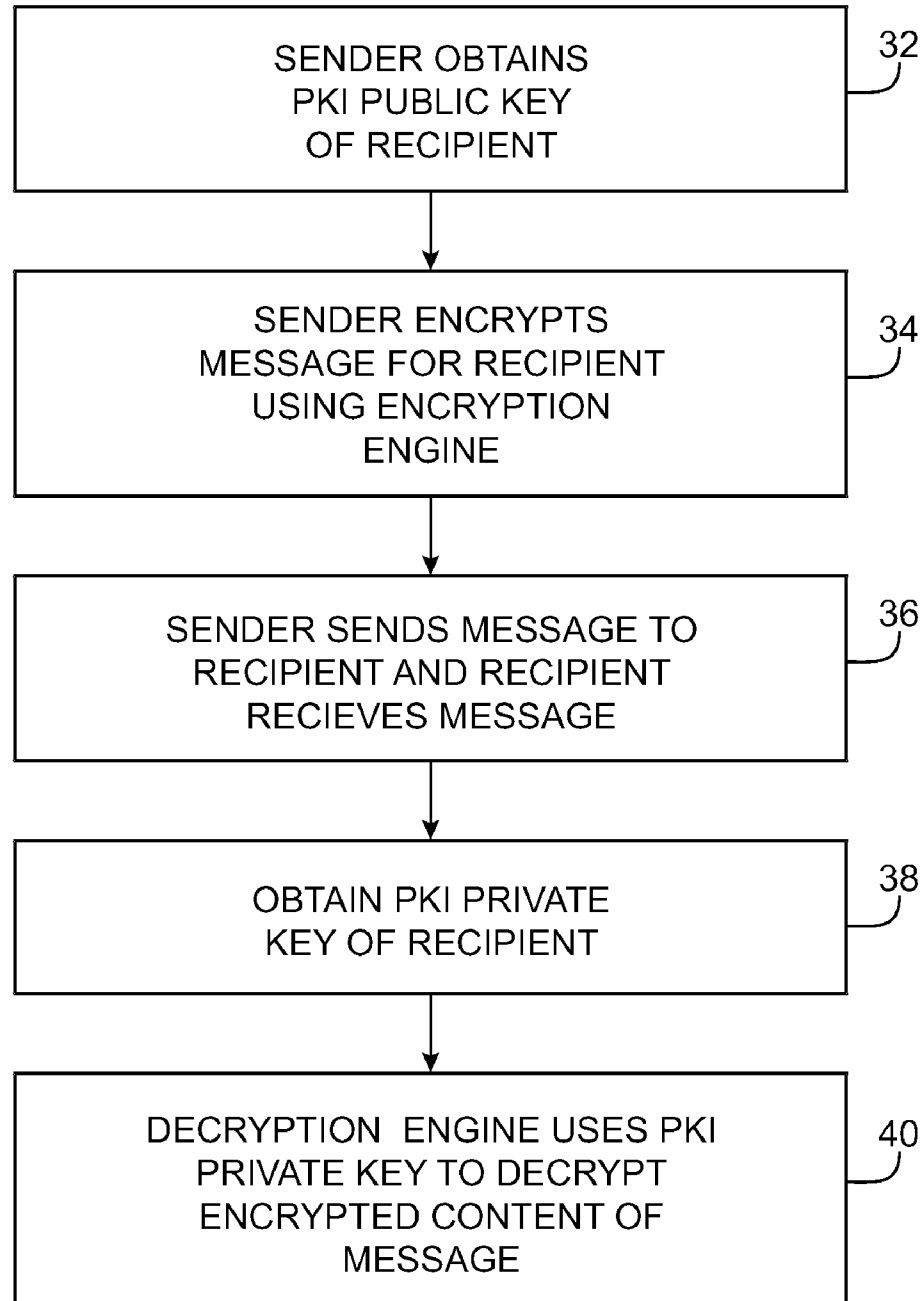 SENDER OBTAINS
PKI PUBLIC KEY
OF RECIPIENT
32
SENDER ENCRYPTS
MESSAGE FOR RECIPIENT
USING ENCRYPTION
ENGINE
34
SENDER SENDS MESSAGE TO
RECIPIENT AND RECIPIENT
RECIEVES MESSAGE
36
OBTAIN PKI PRIVATE
KEY OF RECIPIENT
38
DECRYPTION ENGINE USES PKI
PRIVATE KEY TO DECRYPT
ENCRYPTED CONTENT OF
MESSAGE
40